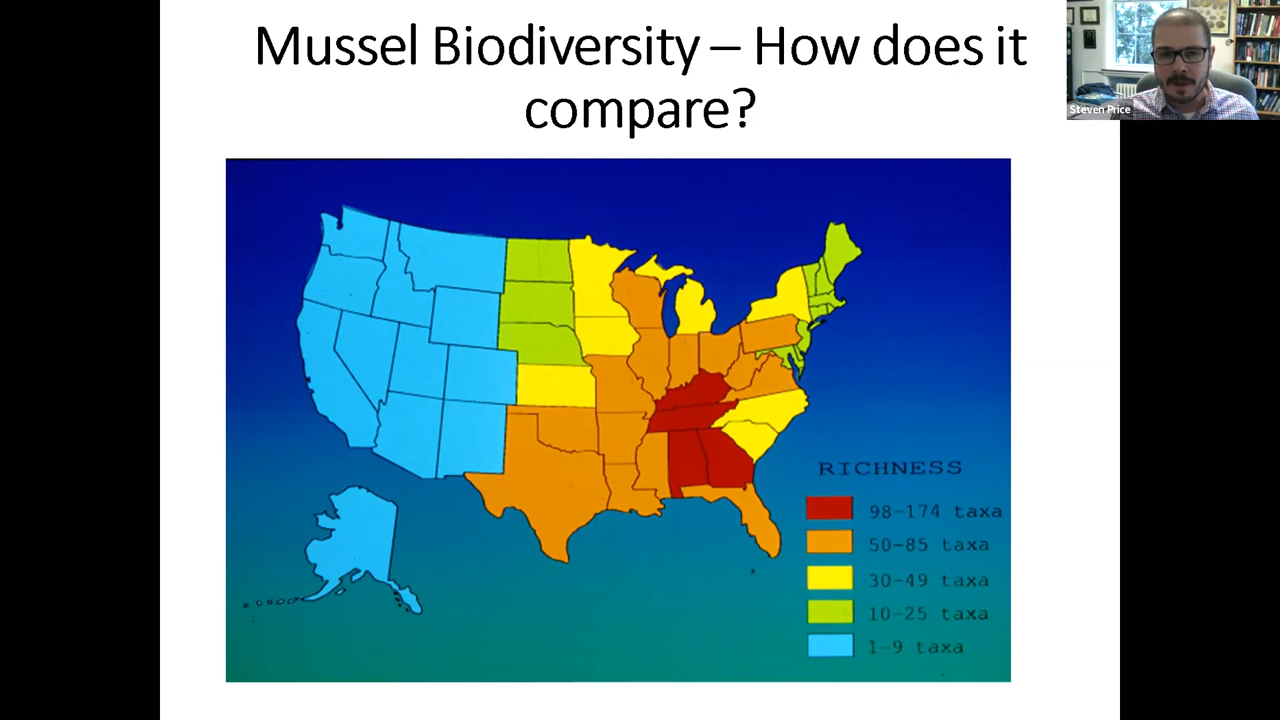 Mussel Biodiversity – How does it
compare?
Steven Price
RICHNESS
98–174 taxa
50–85 taxa
30–49 taxa
10–25 taxa
1–9 taxa